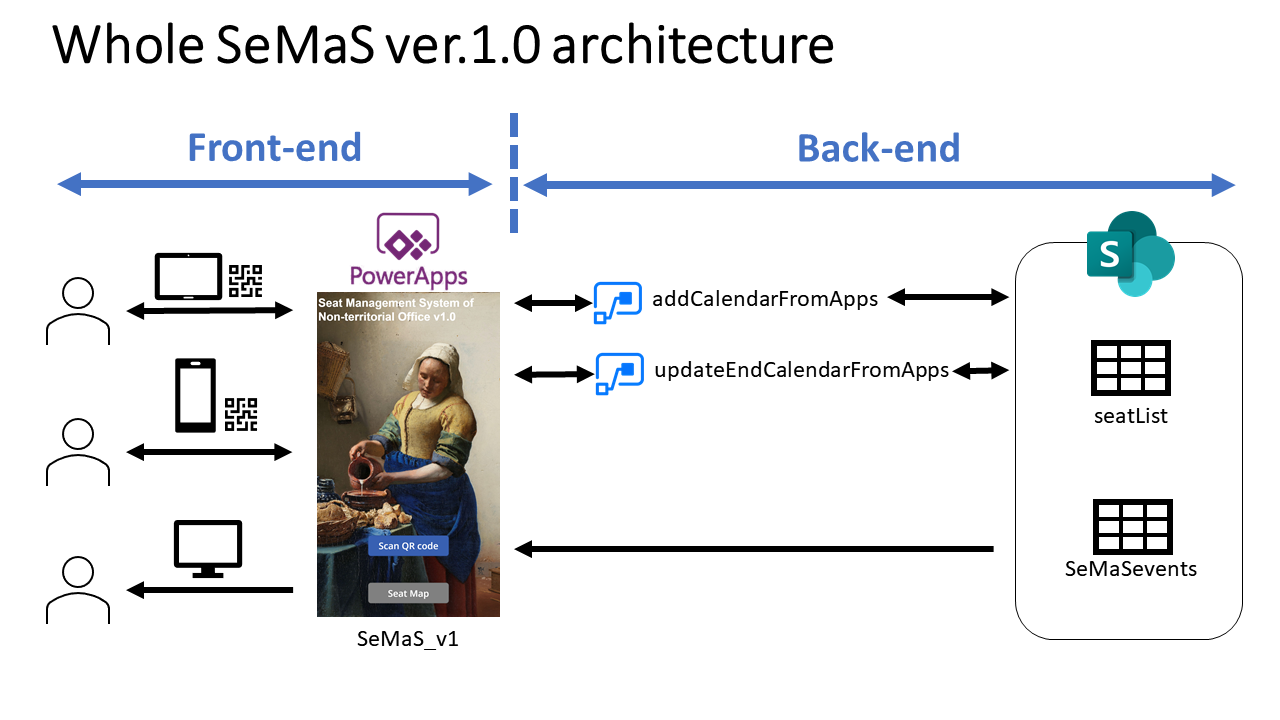 Whole SeMaS ver.1.0 architecture
Front-end
Back-end
PowerApps
S
Seat Management System of
Non-territorial Office v1.0
addCalendarFromApps
updateEndCalendarFromApps
seatList
Scan QR code
SeMaSevents
Seat Map
SeMaS_v1